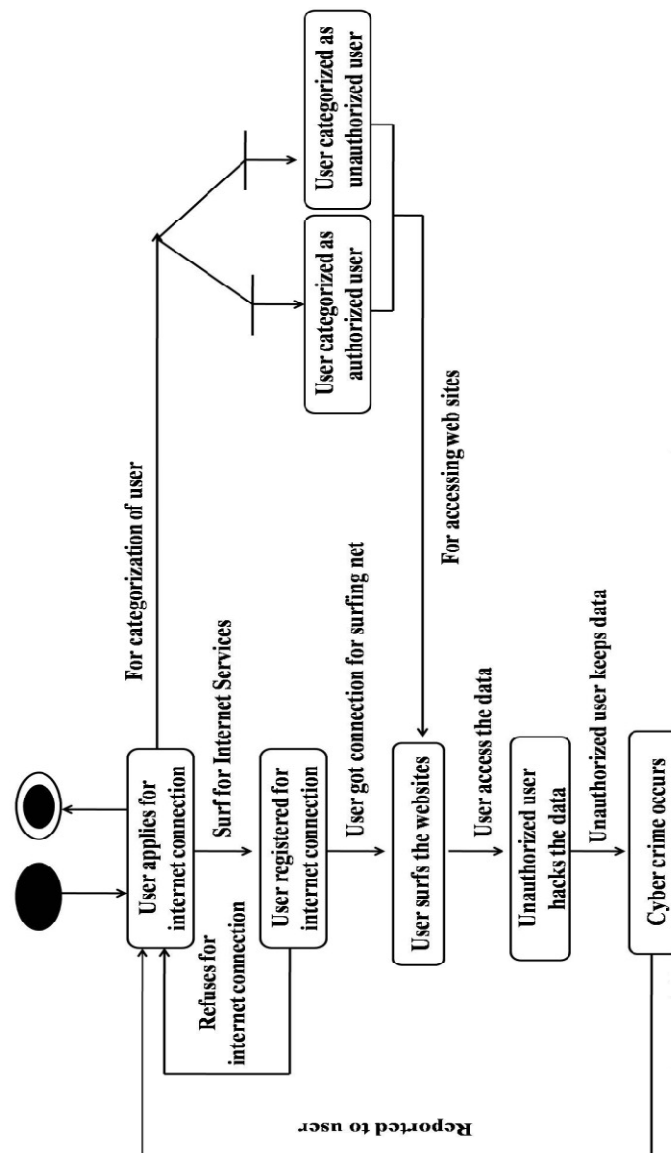 For categorization of user
User applies for
internet connection
Surf for Internet Services
Refuses for
internet connection
User registered for
internet connection
User got connection for surfing net
User categorized as
authorized user
User categorized as
unauthorized user
For accessing web sites
User surfs the websites
User access the data
Unauthorized user
hacks the data
Unauthorized user keeps data
Cyber crime occurs
Reported to user